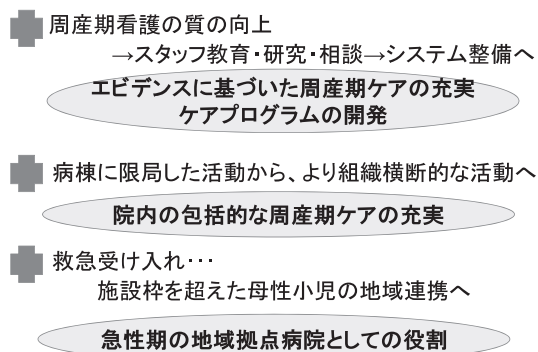 周産期看護の質の向上
→スタッフ教育・研究・相談→システム整備へ
エビデンスに基づいた周産期ケアの充実
ケアプログラムの開発
病棟に限局した活動から、より組織横断的な活動へ
院内の包括的な周産期ケアの充実
救急受け入れ・・・
施設枠を超えた母性小児の地域連携へ
急性期の地域拠点病院としての役割